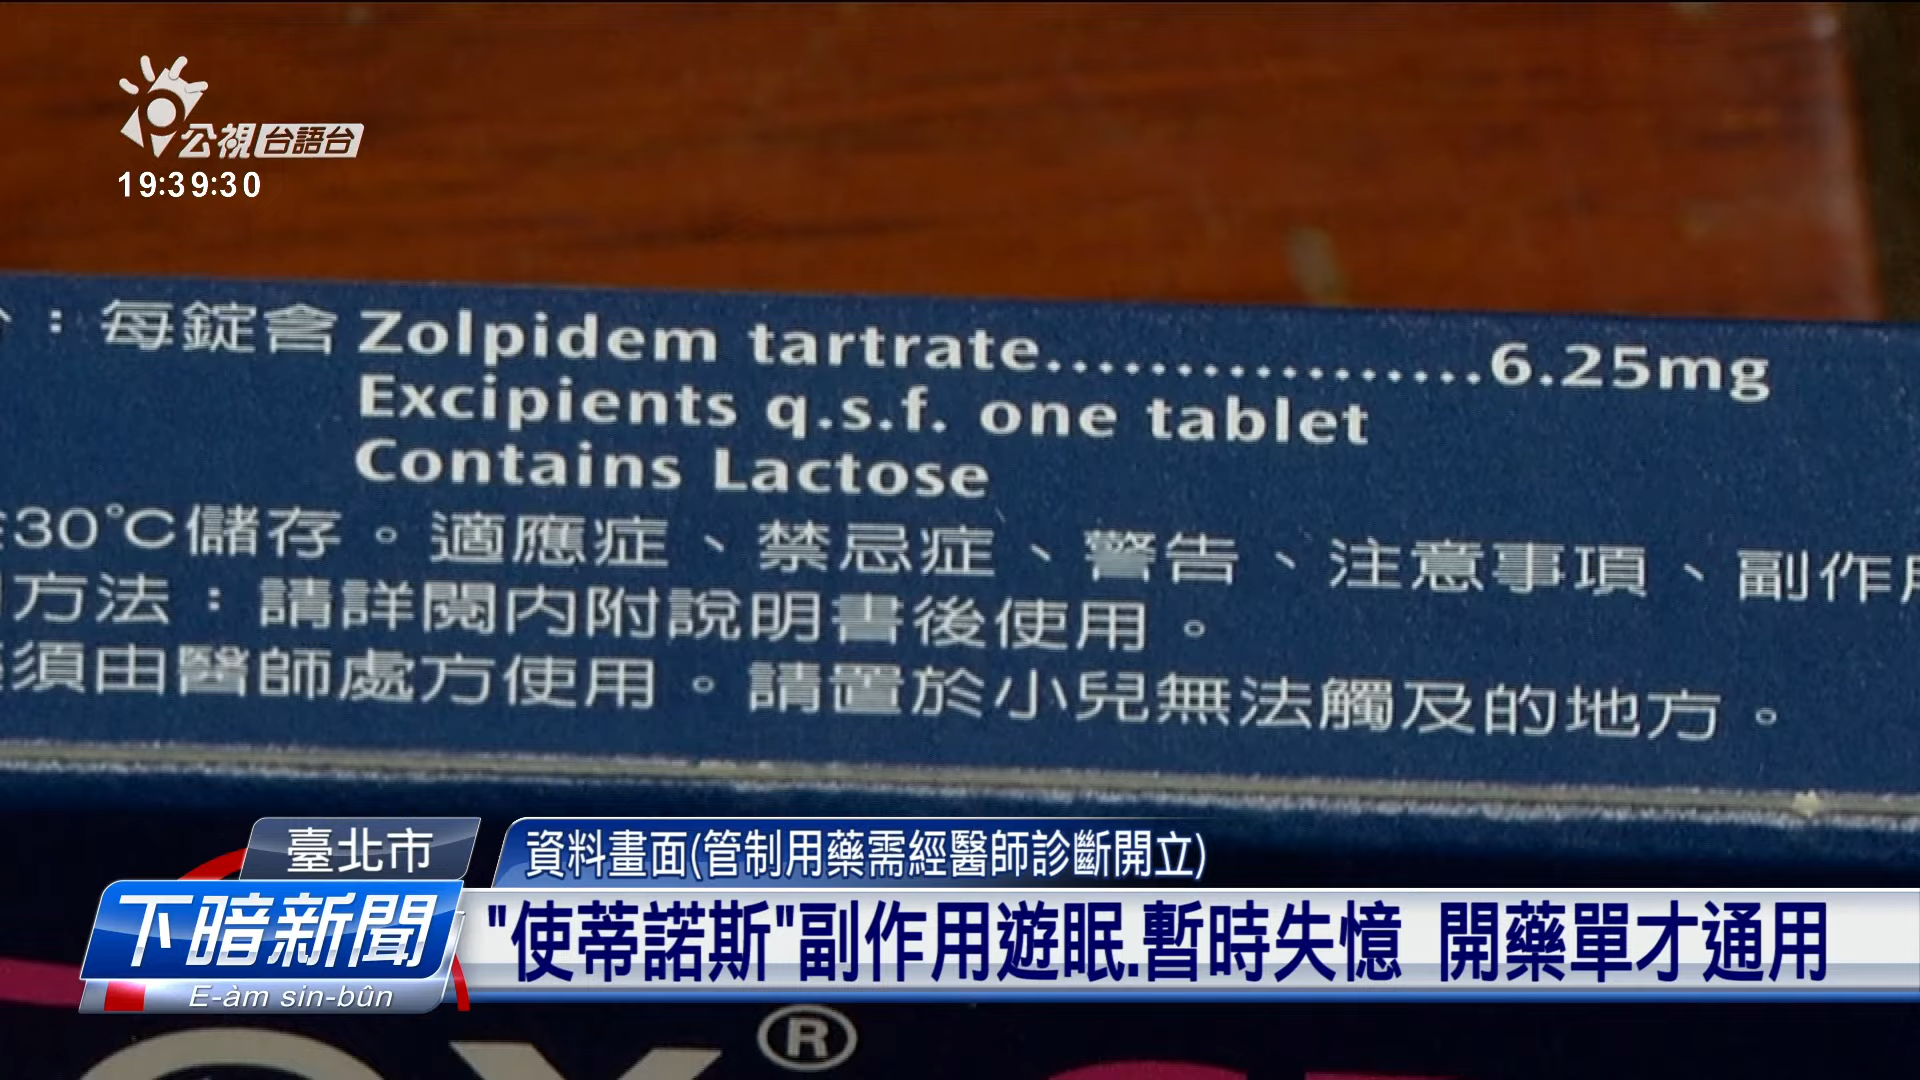 公視台語台
19:39:30
：每錠含 Zolpidem tartrate.................6.25mg
Excipients q.s.f. one tablet
Contains Lactose
30℃儲存。適應症、禁忌症、警告、注意事項、副作用
方法：請詳閱內附說明書後使用。
須由醫師處方使用。請置於小兒無法觸及的地方。
臺北市
資料畫面(管制用藥需經醫師診斷開立)
下暗新聞
"使蒂諾斯"副作用遊眠.暫時失憶 開藥單才通用
E-àm sin-bûn
®